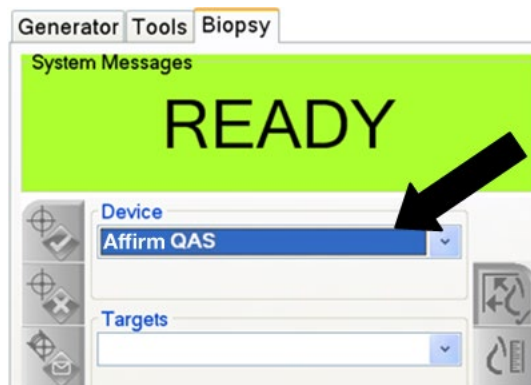 Generator Tools Biopsy
System Messages
READY
Device
Affirm QAS
Targets